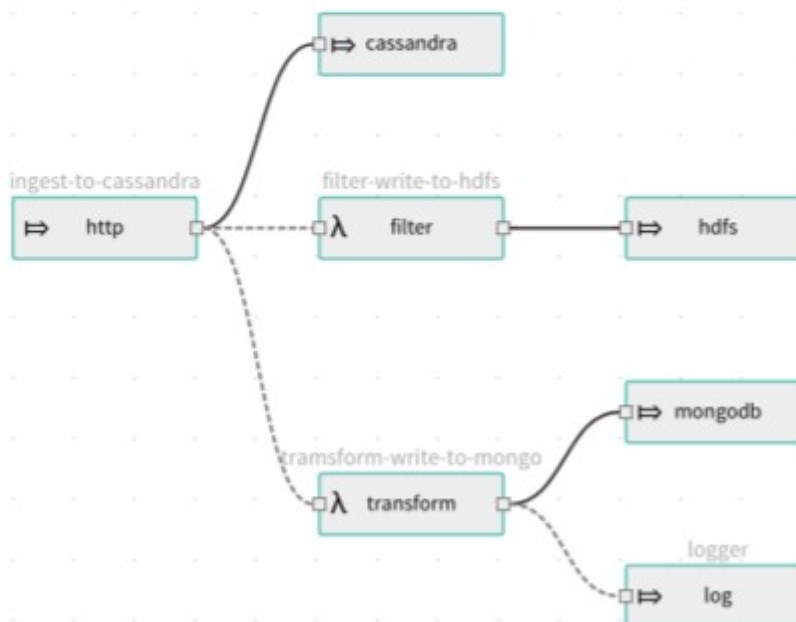 cassandra
ingest-to-cassandra
http
filter-write-to-hdfs
λ filter
hdfs
mongodb
tramsform-write-to-mongo
λ transform
logger
log